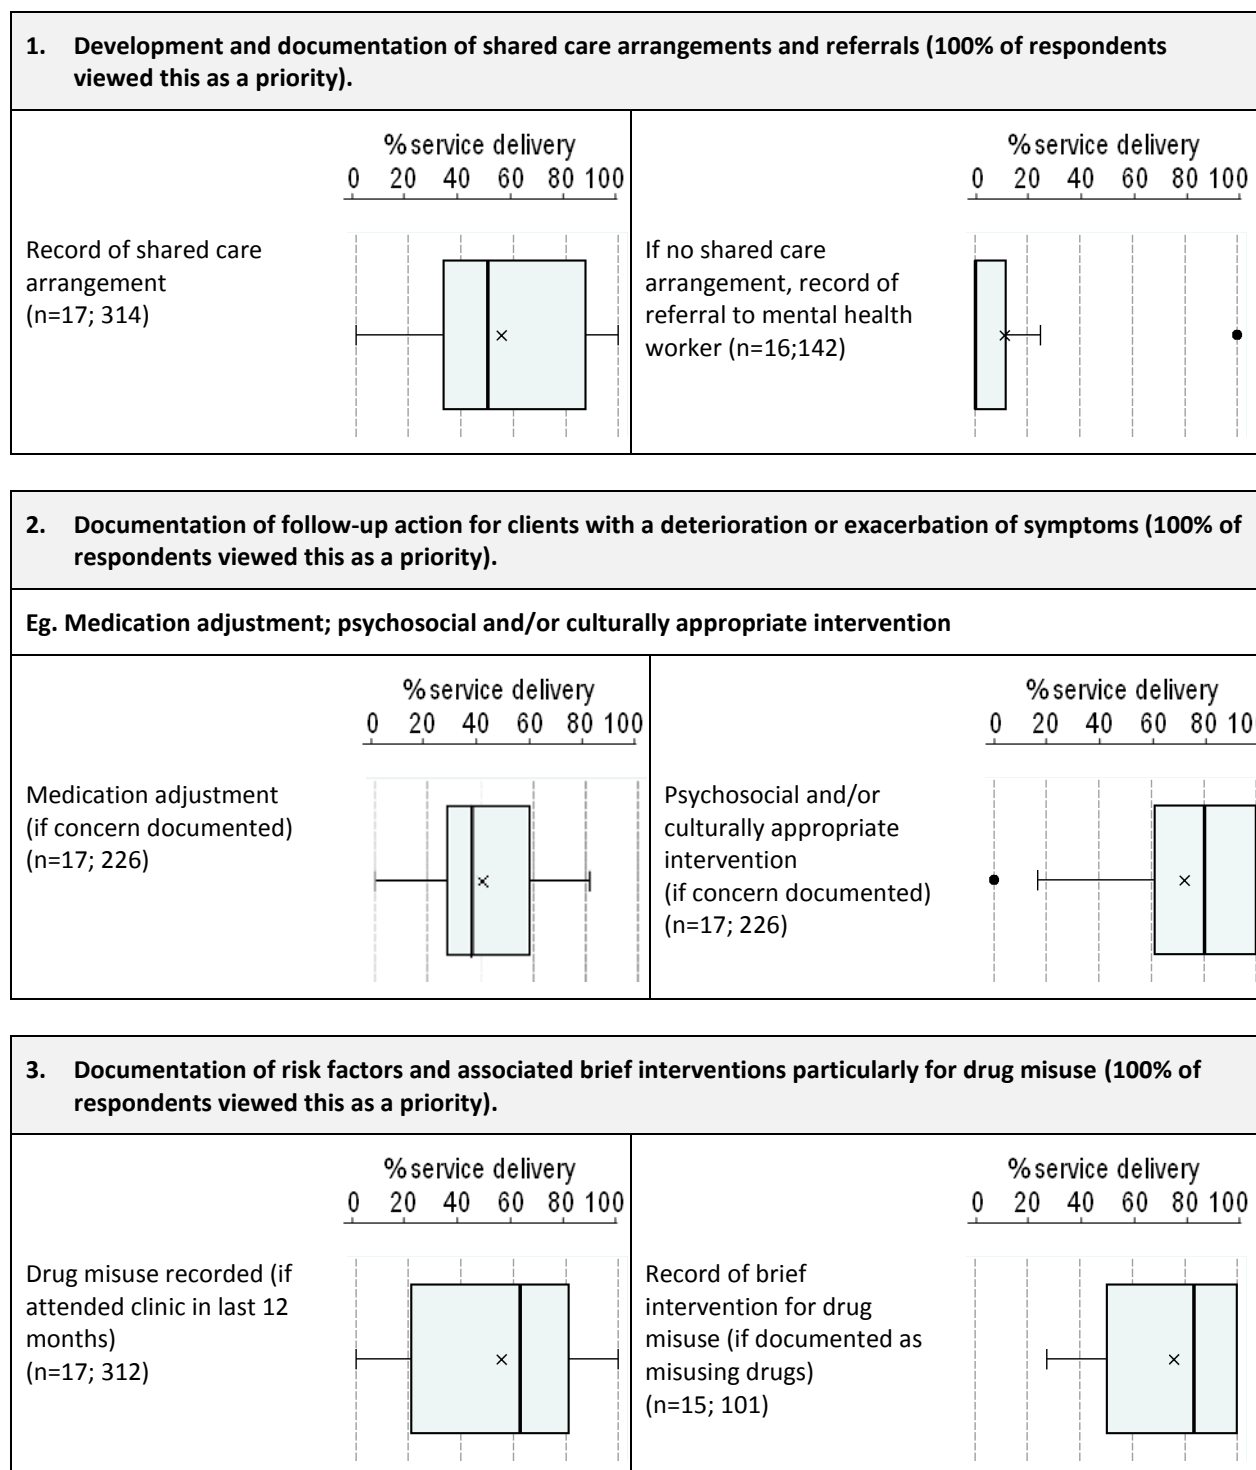 1. Development and documentation of shared care arrangements and referrals (100% of respondents
viewed this as a priority).
% service delivery
0 20 40 60 80 100
Record of shared care
arrangement
(n=17; 314)
% service delivery
0 20 40 60 80 100
If no shared care
arrangement, record of
referral to mental health
worker (n=16;142)
2. Documentation of follow-up action for clients with a deterioration or exacerbation of symptoms (100% of
respondents viewed this as a priority).
Eg. Medication adjustment; psychosocial and/or culturally appropriate intervention
% service delivery
0 20 40 60 80 100
Medication adjustment
(if concern documented)
(n=17; 226)
% service delivery
0 20 40 60 80 10
Psychosocial and/or
culturally appropriate
intervention
(if concern documented)
(n=17; 226)
3. Documentation of risk factors and associated brief interventions particularly for drug misuse (100% of
respondents viewed this as a priority).
% service delivery
0 20 40 60 80 100
Drug misuse recorded (if
attended clinic in last 12
months)
(n=17; 312)
% service delivery
0 20 40 60 80 100
Record of brief
intervention for drug
misuse (if documented as
misusing drugs)
(n=15; 101)